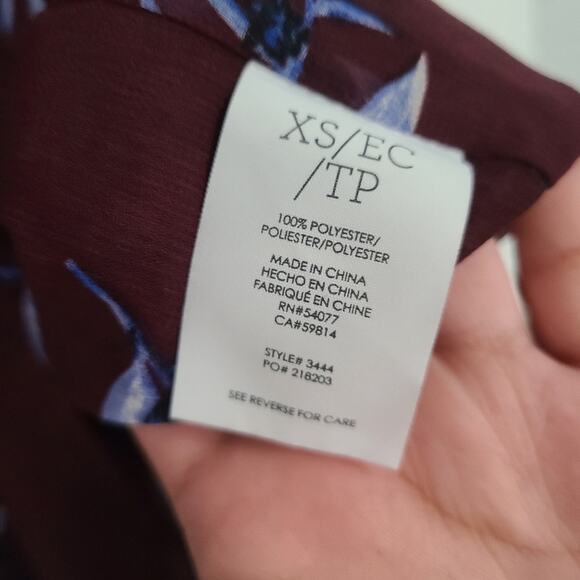 XS/EC
/TP
100% POLYESTER/
POLIESTER/POLYESTER
MADE IN CHINA
HECHO EN CHINA
FABRIQUÉ EN CHINE
RN#54077
CA#59814
STYLE# 3444
PO# 218203
SEE REVERSE FOR CARE